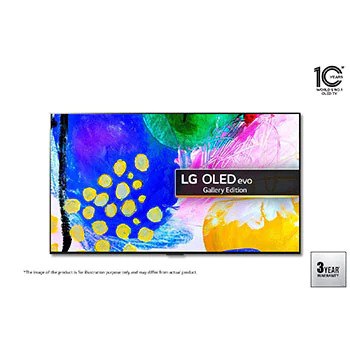 10 YEARS
WORLD'S NO.1
OLED TV
LG OLED evo
Gallery Edition
*The image of the product is for illustration purpose only and may differ from actual product.
3 YEAR*
WARRANTY